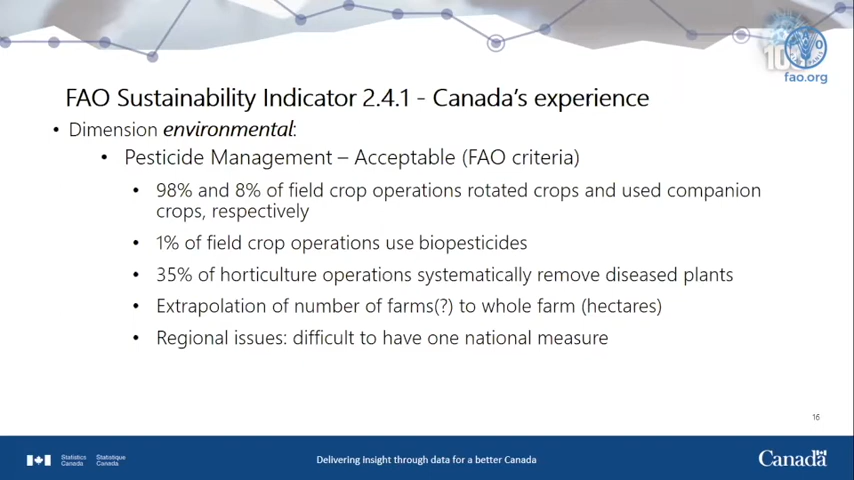 fao.org
FAO Sustainability Indicator 2.4.1 - Canada's experience
• Dimension environmental:
• Pesticide Management – Acceptable (FAO criteria)
• 98% and 8% of field crop operations rotated crops and used companion
crops, respectively
• 1% of field crop operations use biopesticides
• 35% of horticulture operations systematically remove diseased plants
• Extrapolation of number of farms(?) to whole farm (hectares)
• Regional issues: difficult to have one national measure
16
Statistics Statistique
Canada Canada
Delivering insight through data for a better Canada
Canada